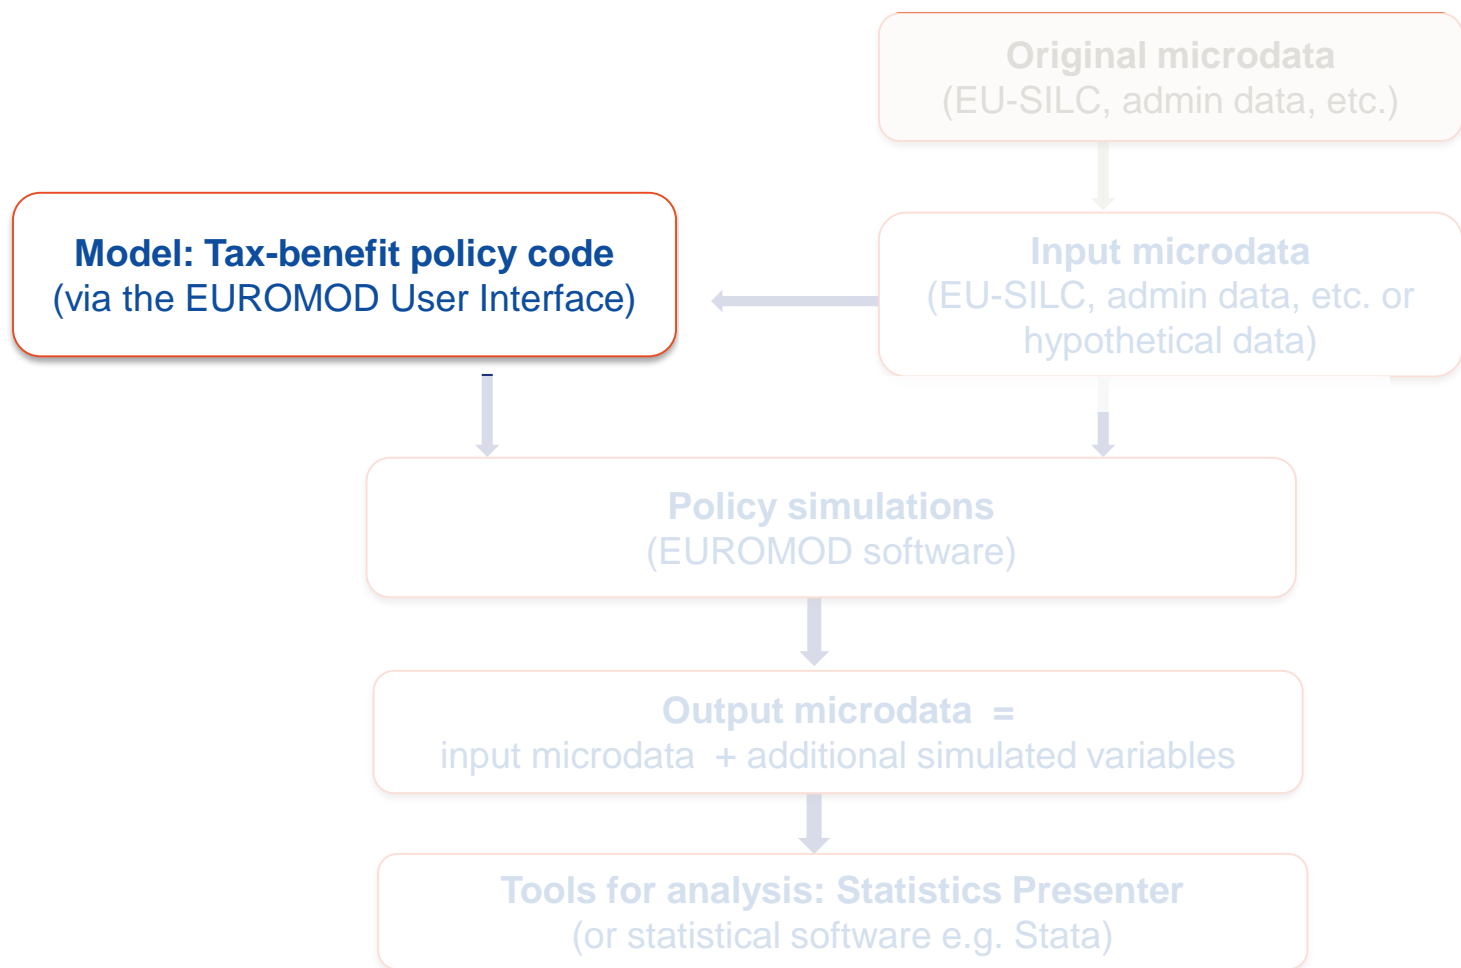 Original microdata
(EU-SILC, admin data, etc.)
Model: Tax-benefit policy code
(via the EUROMOD User Interface)
Input microdata
(EU-SILC, admin data, etc. or
hypothetical data)
Policy simulations
(EUROMOD software)
Output microdata =
input microdata + additional simulated variables
Tools for analysis: Statistics Presenter
(or statistical software e.g. Stata)